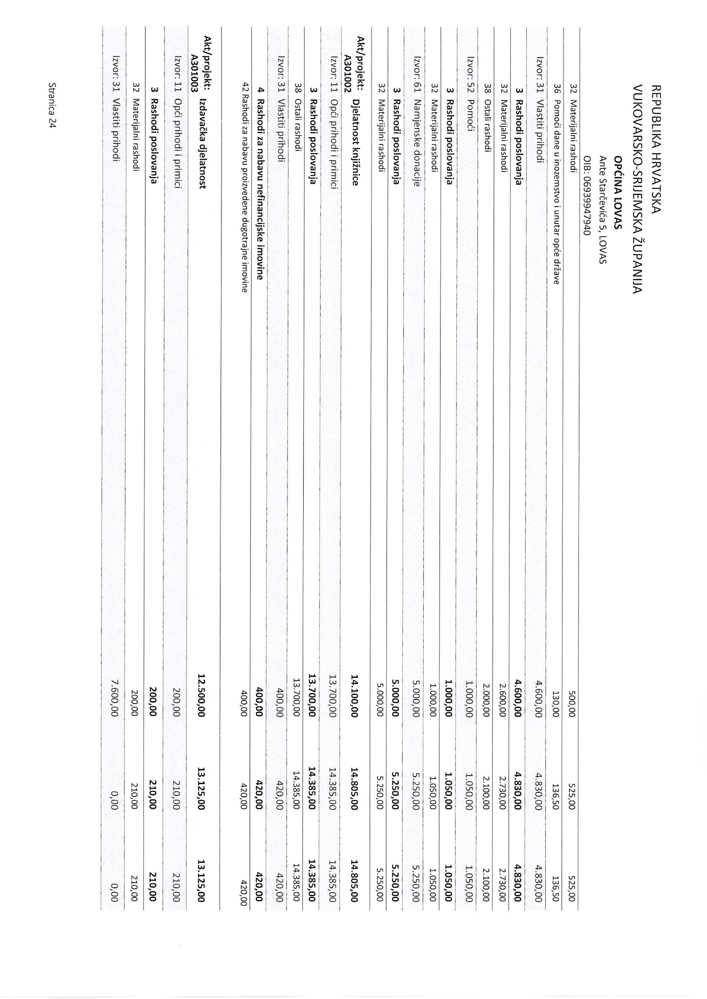 REPUBLIKA HRVATSKA
VUKOVARSKO-SRIJEMSKA ŽUPANIJA
OPĆINA LOVAS
Ante Starčevića 5, LOVAS
OIB: 06939947940
32 Materijalni rashodi 500,00 525,00 525,00
36 Pomoći dane u inozemstvo i unutar opće države 130,00 136,50 136,50
Izvor: 31 Vlastiti prihodi 4.600,00 4.830,00 4.830,00
3 Rashodi poslovanja 4.600,00 4.830,00 4.830,00
32 Materijalni rashodi 2.600,00 2.730,00 2.730,00
38 Ostali rashodi 2.000,00 2.100,00 2.100,00
Izvor: 52 Pomoći 1.000,00 1.050,00 1.050,00
3 Rashodi poslovanja 1.000,00 1.050,00 1.050,00
32 Materijalni rashodi 1.000,00 1.050,00 1.050,00
Izvor: 61 Namjenske donacije 5.000,00 5.250,00 5.250,00
3 Rashodi poslovanja 5.000,00 5.250,00 5.250,00
32 Materijalni rashodi 5.000,00 5.250,00 5.250,00
Akt/projekt: Djelatnost knjižnice 14.100,00 14.805,00 14.805,00
A301002
Izvor: 11 Opći prihodi i primici 13.700,00 14.385,00 14.385,00
3 Rashodi poslovanja 13.700,00 14.385,00 14.385,00
38 Ostali rashodi 13.700,00 14.385,00 14.385,00
Izvor: 31 Vlastiti prihodi 400,00 420,00 420,00
4 Rashodi za nabavu nefinancijske imovine 400,00 420,00 420,00
42 Rashodi za nabavu proizvedene dugotrajne imovine 400,00 420,00 420,00
Akt/projekt: Izdavačka djelatnost 12.500,00 13.125,00 13.125,00
A301003
Izvor: 11 Opći prihodi i primici 200,00 210,00 210,00
3 Rashodi poslovanja 200,00 210,00 210,00
32 Materijalni rashodi 200,00 210,00 210,00
Izvor: 31 Vlastiti prihodi 7.600,00 0,00 0,00
Stranica 24